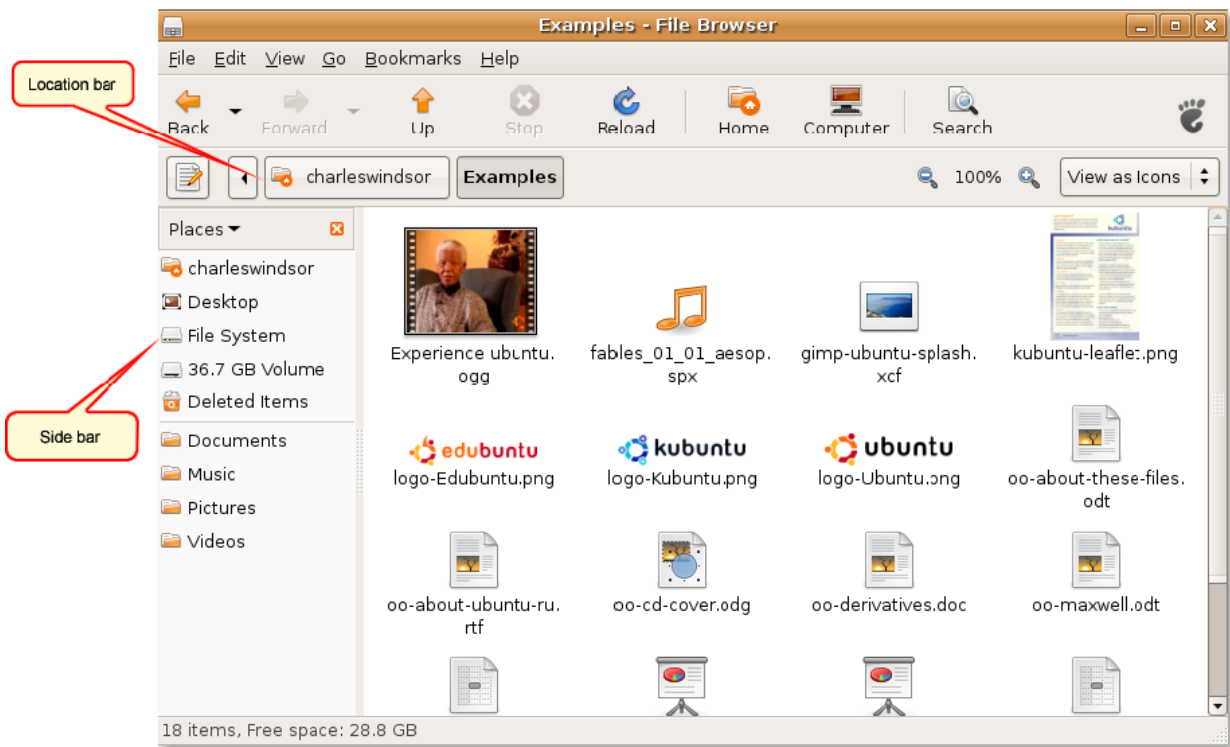 Examples - File Browser
File Edit View Go Bookmarks Help
Location bar
Back Forward Up Stop Reload Home Computer Search
charleswindsor Examples 100% View as Icons
Places
charleswindsor
Desktop
File System
36.7 GB Volume
Deleted Items
Side bar
Documents
Music
Pictures
Videos
Experience ubuntu.
ogg
fables_01_01_aesop.
spx
gimp-ubuntu-splash.
xcf
kubuntu
kubuntu-leaflet.png
edubuntu
logo-Edubuntu.png
kubuntu
logo-Kubuntu.png
ubuntu
logo-Ubuntu.png
oo-about-these-files.
odt
oo-about-ubuntu-ru.
rtf
oo-cd-cover.odg
oo-derivatives.doc
oo-maxwell.odt
18 items, Free space: 28.8 GB